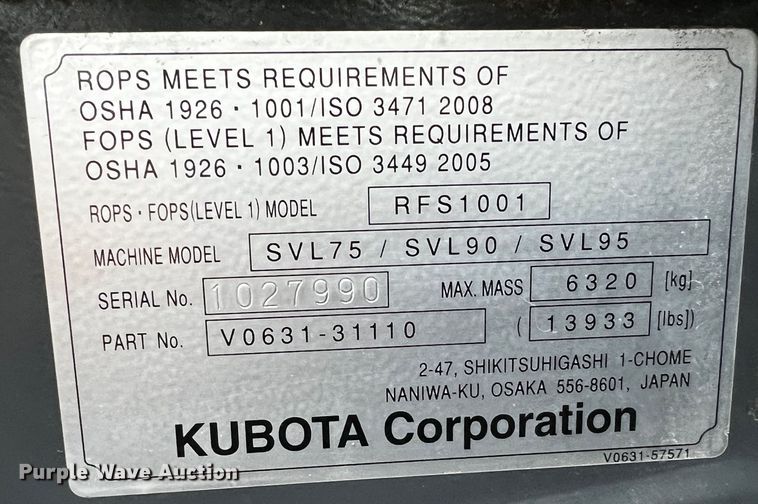 ROPS MEETS REQUIREMENTS OF
OSHA 1926・1001/ISO 3471 2008
FOPS (LEVEL 1) MEETS REQUIREMENTS OF
OSHA 1926・1003/ISO 3449 2005
ROPS・FOPS(LEVEL 1) MODEL RFS1001
MACHINE MODEL SVL75 / SVL90 / SVL95
SERIAL No. 1027990 MAX. MASS 6320 [kg]
PART No. V0631-31110 ( 13933 [lbs])
2-47, SHIKITSUHIGASHI 1-CHOME
NANIWA-KU, OSAKA 556-8601, JAPAN
KUBOTA Corporation
V0631-57571
Purple Wave Auction